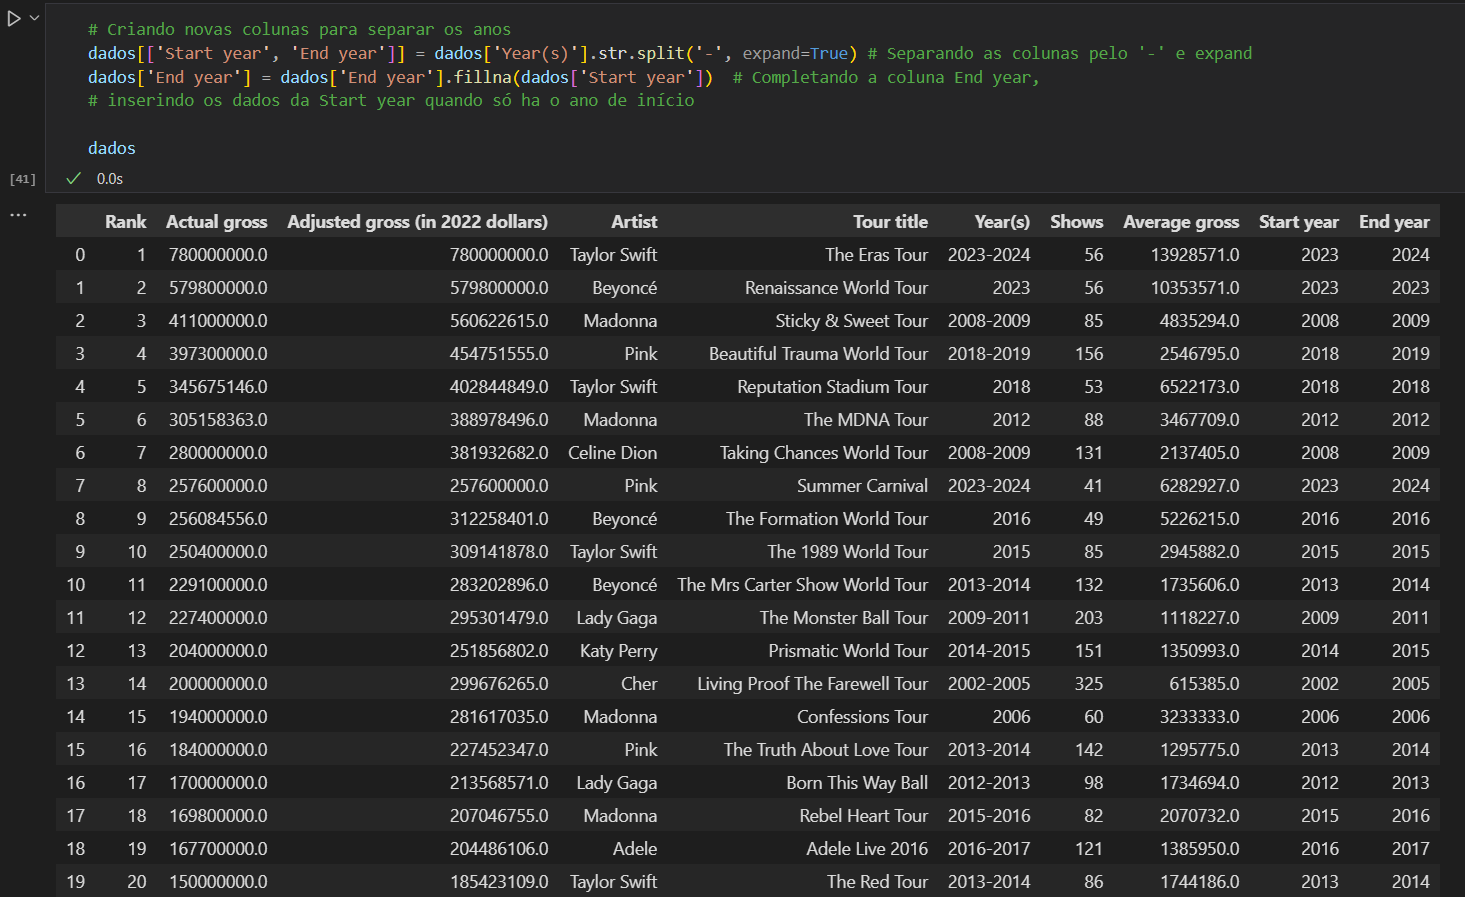 # Criando novas colunas para separar os anos
dados[['Start year', 'End year']] = dados['Year(s)'].str.split('-', expand=True) # Separando as colunas pelo '-' e expand
dados['End year'] = dados['End year'].fillna(dados['Start year'])  # Completando a coluna End year,
# inserindo os dados da Start year quando só ha o ano de início
dados
[41] 0.0s
...
Rank Actual gross Adjusted gross (in 2022 dollars) Artist Tour title Year(s) Shows Average gross Start year End year
0 1 780000000.0 780000000.0 Taylor Swift The Eras Tour 2023-2024 56 13928571.0 2023 2024
1 2 579800000.0 579800000.0 Beyoncé Renaissance World Tour 2023 56 10353571.0 2023 2023
2 3 411000000.0 560622615.0 Madonna Sticky & Sweet Tour 2008-2009 85 4835294.0 2008 2009
3 4 397300000.0 454751555.0 Pink Beautiful Trauma World Tour 2018-2019 156 2546795.0 2018 2019
4 5 345675146.0 402844849.0 Taylor Swift Reputation Stadium Tour 2018 53 6522173.0 2018 2018
5 6 305158363.0 388978496.0 Madonna The MDNA Tour 2012 88 3467709.0 2012 2012
6 7 280000000.0 381932682.0 Celine Dion Taking Chances World Tour 2008-2009 131 2137405.0 2008 2009
7 8 257600000.0 257600000.0 Pink Summer Carnival 2023-2024 41 6282927.0 2023 2024
8 9 256084556.0 312258401.0 Beyoncé The Formation World Tour 2016 49 5226215.0 2016 2016
9 10 250400000.0 309141878.0 Taylor Swift The 1989 World Tour 2015 85 2945882.0 2015 2015
10 11 229100000.0 283202896.0 Beyoncé The Mrs Carter Show World Tour 2013-2014 132 1735606.0 2013 2014
11 12 227400000.0 295301479.0 Lady Gaga The Monster Ball Tour 2009-2011 203 1118227.0 2009 2011
12 13 204000000.0 251856802.0 Katy Perry Prismatic World Tour 2014-2015 151 1350993.0 2014 2015
13 14 200000000.0 299676265.0 Cher Living Proof The Farewell Tour 2002-2005 325 615385.0 2002 2005
14 15 194000000.0 281617035.0 Madonna Confessions Tour 2006 60 3233333.0 2006 2006
15 16 184000000.0 227452347.0 Pink The Truth About Love Tour 2013-2014 142 1295775.0 2013 2014
16 17 170000000.0 213568571.0 Lady Gaga Born This Way Ball 2012-2013 98 1734694.0 2012 2013
17 18 169800000.0 207046755.0 Madonna Rebel Heart Tour 2015-2016 82 2070732.0 2015 2016
18 19 167700000.0 204486106.0 Adele Adele Live 2016 2016-2017 121 1385950.0 2016 2017
19 20 150000000.0 185423109.0 Taylor Swift The Red Tour 2013-2014 86 1744186.0 2013 2014